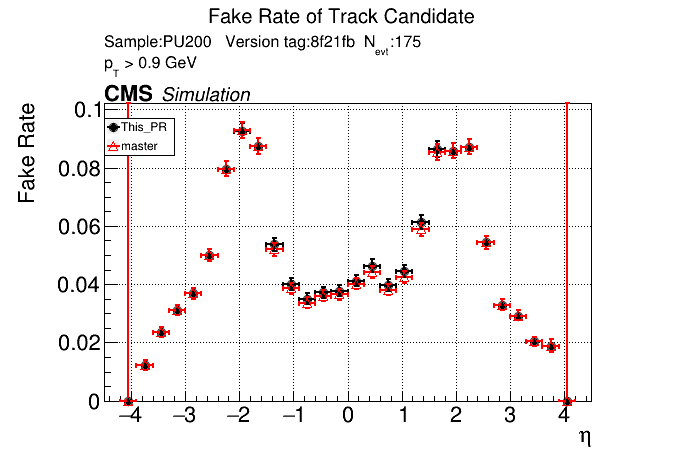 Fake Rate of Track Candidate
Sample:PU200 Version tag:8f21fb Nevt:175
pT > 0.9 GeV
CMS Simulation
Fake Rate
This_PR
master
0.1
0.08
0.06
0.04
0.02
0
−4 −3 −2 −1 0 1 2 3 4
η